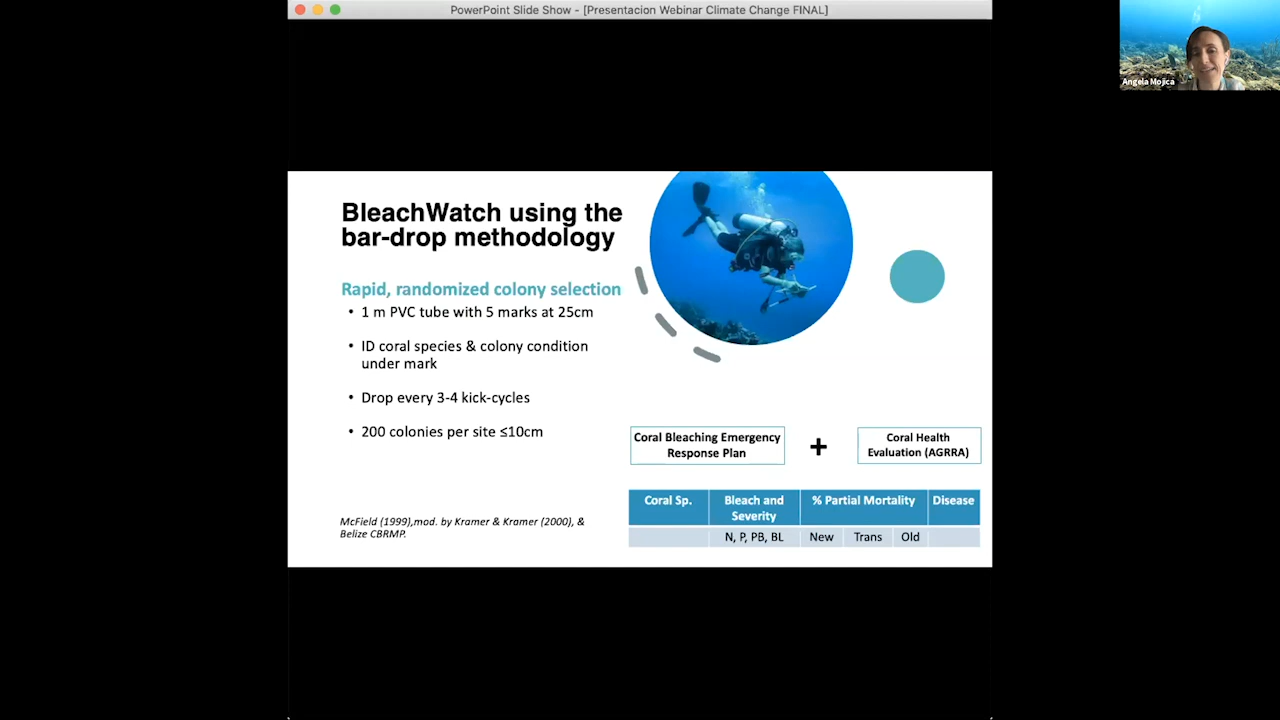 PowerPoint Slide Show - [Presentacion Webinar Climate Change FINAL]
Angela Mojica
BleachWatch using the
bar-drop methodology
Rapid, randomized colony selection
• 1 m PVC tube with 5 marks at 25cm
• ID coral species & colony condition
under mark
• Drop every 3-4 kick-cycles
• 200 colonies per site ≤10cm
McField (1999),mod. by Kramer & Kramer (2000), &
Belize CBRMP.
Coral Bleaching Emergency
Response Plan
+
Coral Health
Evaluation (AGRRA)
Coral Sp. Bleach and Severity % Partial Mortality Disease
N, P, PB, BL New Trans Old